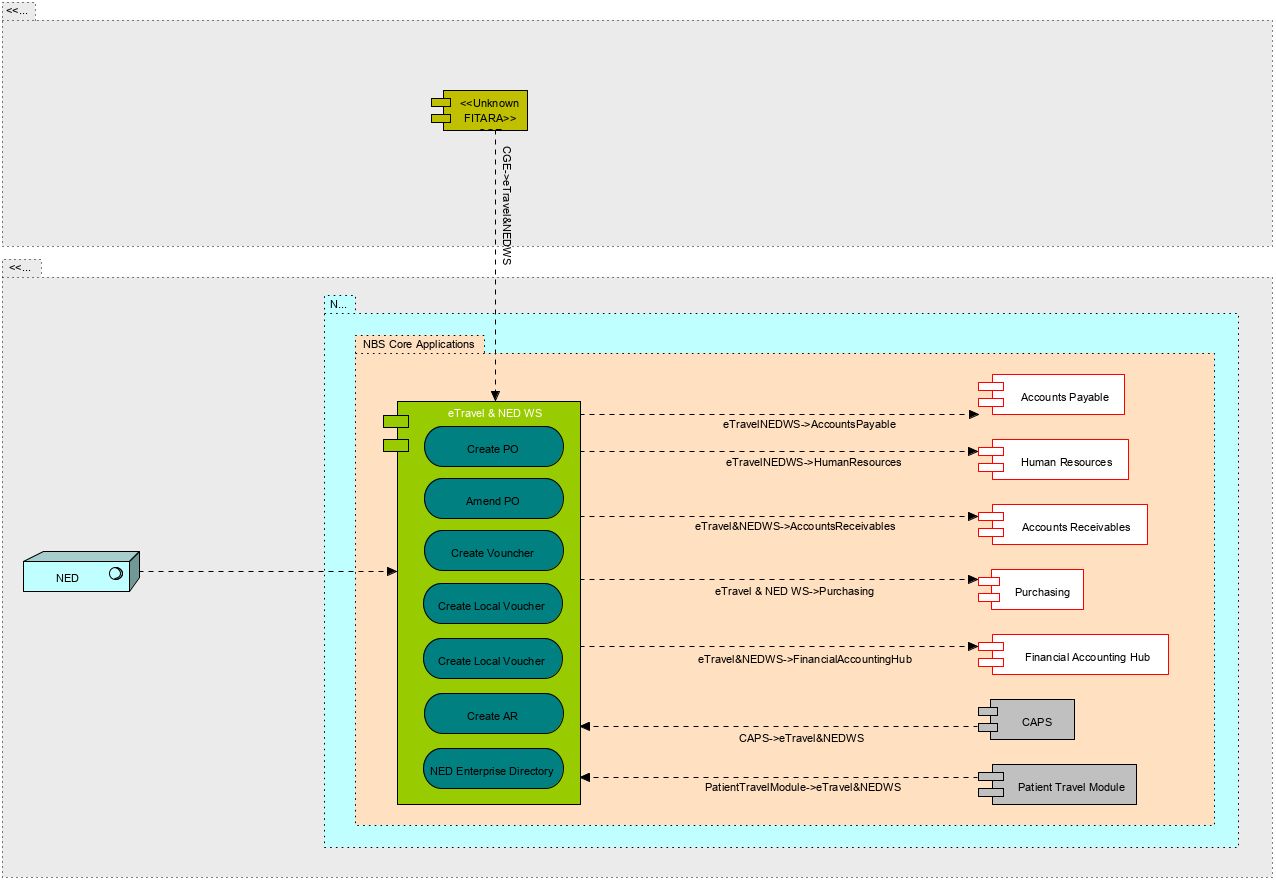 <<...
<<Unknown
FITARA>>
CGE->eTravel&NEDWS
<<...
N...
NBS Core Applications
eTravel & NED WS
Create PO
Amend PO
Create Vouncher
Create Local Voucher
Create Local Voucher
Create AR
NED Enterprise Directory
NED
eTravelNEDWS->AccountsPayable
eTravelNEDWS->HumanResources
eTravel&NEDWS->AccountsReceivables
eTravel & NED WS->Purchasing
eTravel&NEDWS->FinancialAccountingHub
CAPS->eTravel&NEDWS
PatientTravelModule->eTravel&NEDWS
Accounts Payable
Human Resources
Accounts Receivables
Purchasing
Financial Accounting Hub
CAPS
Patient Travel Module